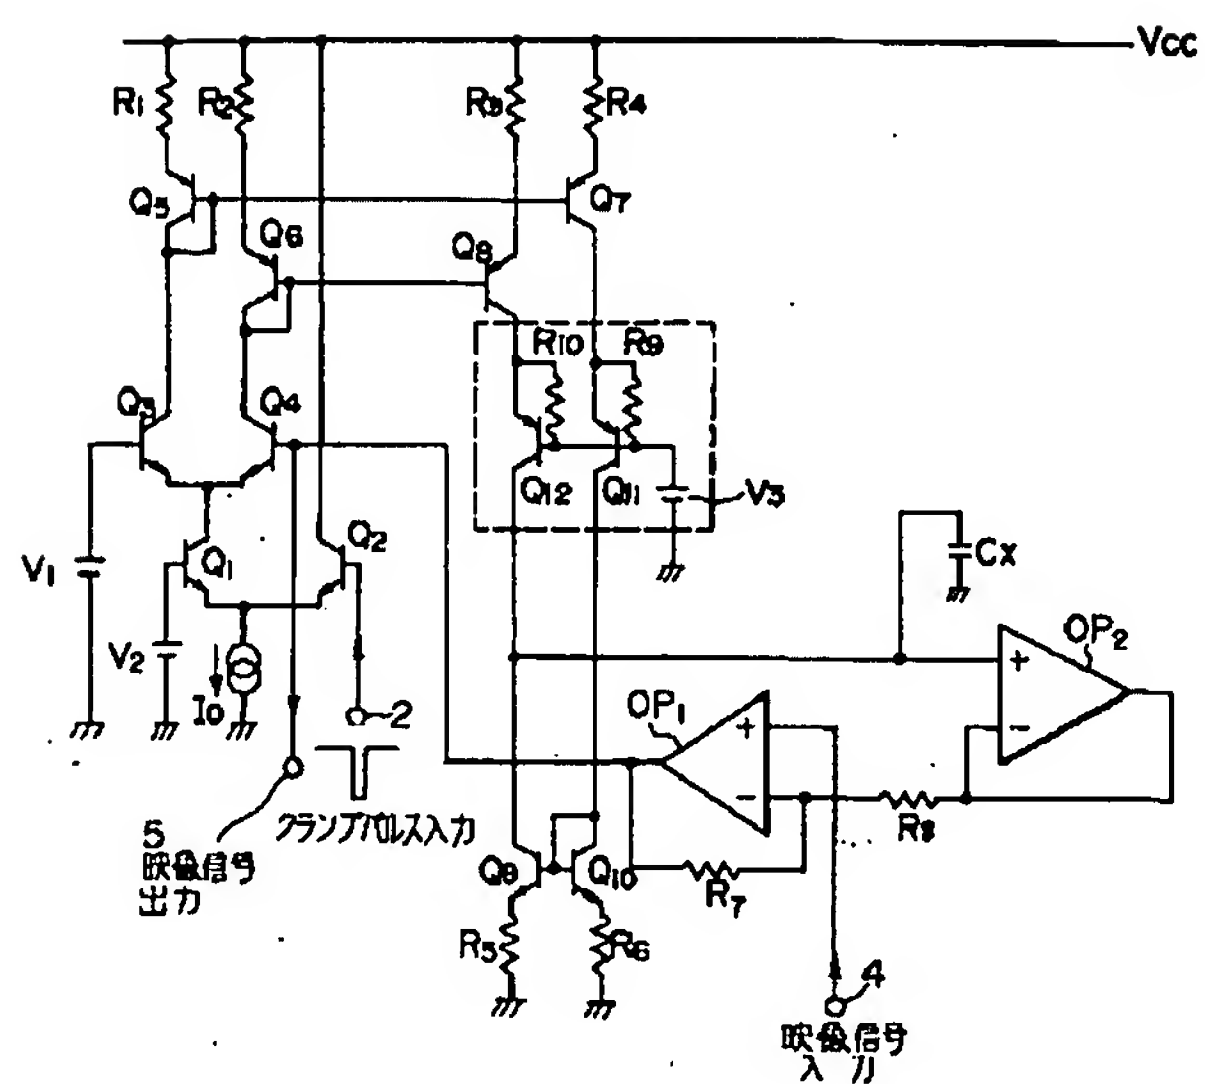 Vcc
R1
R2
R3
R4
Q5
Q7
Q6
Q8
R10
R9
Q3
Q4
Q12
Q11
V3
Q1
Q2
V1
Cx
V2
OP2
+
−
Io
2
OP1
+
−
クランプパルス入力
R8
5
映像信号
出力
Q9
Q10
R7
R5
R6
4
映像信号
入力